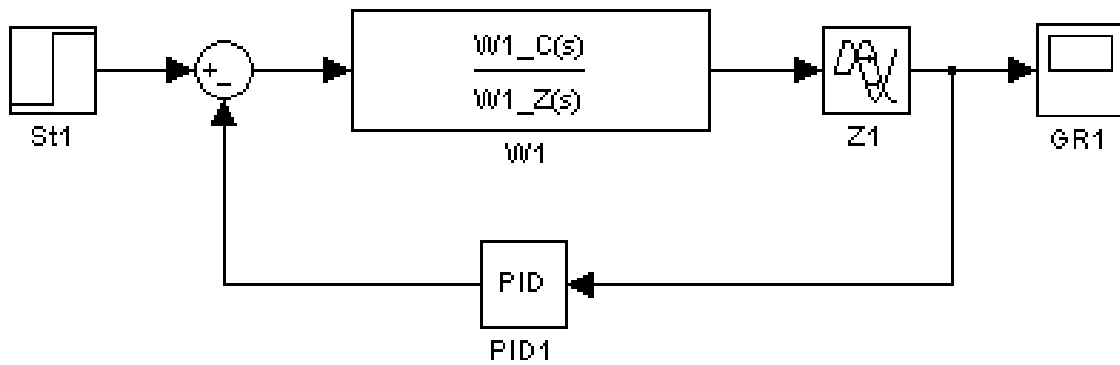 St1
+
−
W1_C(s)
W1_Z(s)
W1
Z1
GR1
PID
PID1